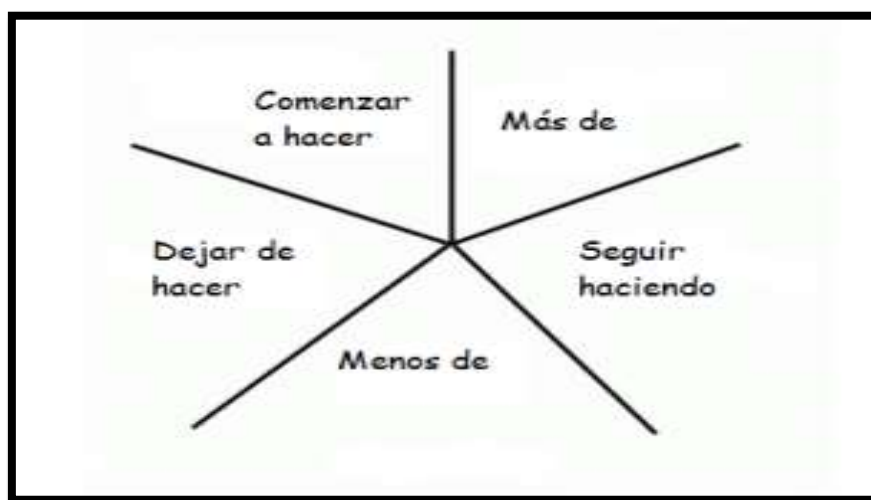 Comenzar
a hacer
Más de
Dejar de
hacer
Seguir
haciendo
Menos de